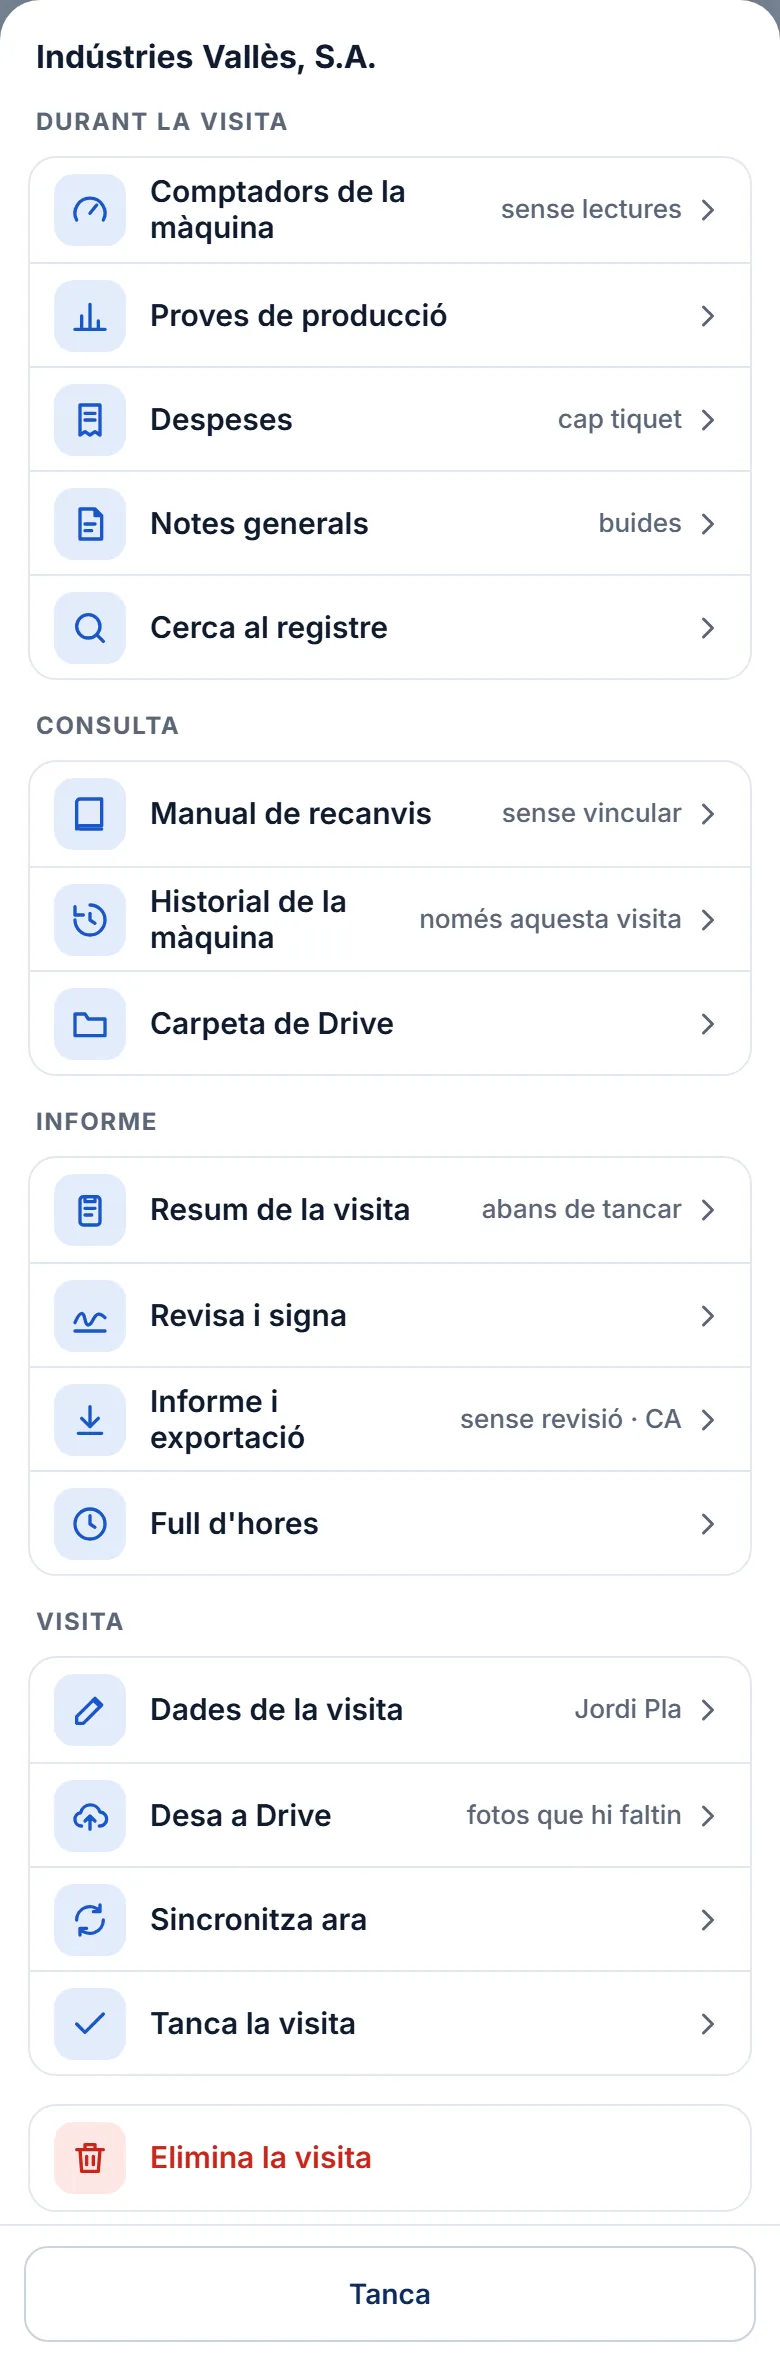 Indústries Vallès, S.A.
DURANT LA VISITA
Comptadors de la
màquina
sense lectures
Proves de producció
Despeses
cap tiquet
Notes generals
buides
Cerca al registre
CONSULTA
Manual de recanvis
sense vincular
Historial de la
màquina
només aquesta visita
Carpeta de Drive
INFORME
Resum de la visita
abans de tancar
Revisa i signa
Informe i
exportació
sense revisió · CA
Full d'hores
VISITA
Dades de la visita
Jordi Pla
Desa a Drive
fotos que hi faltin
Sincronitza ara
Tanca la visita
Elimina la visita
Tanca